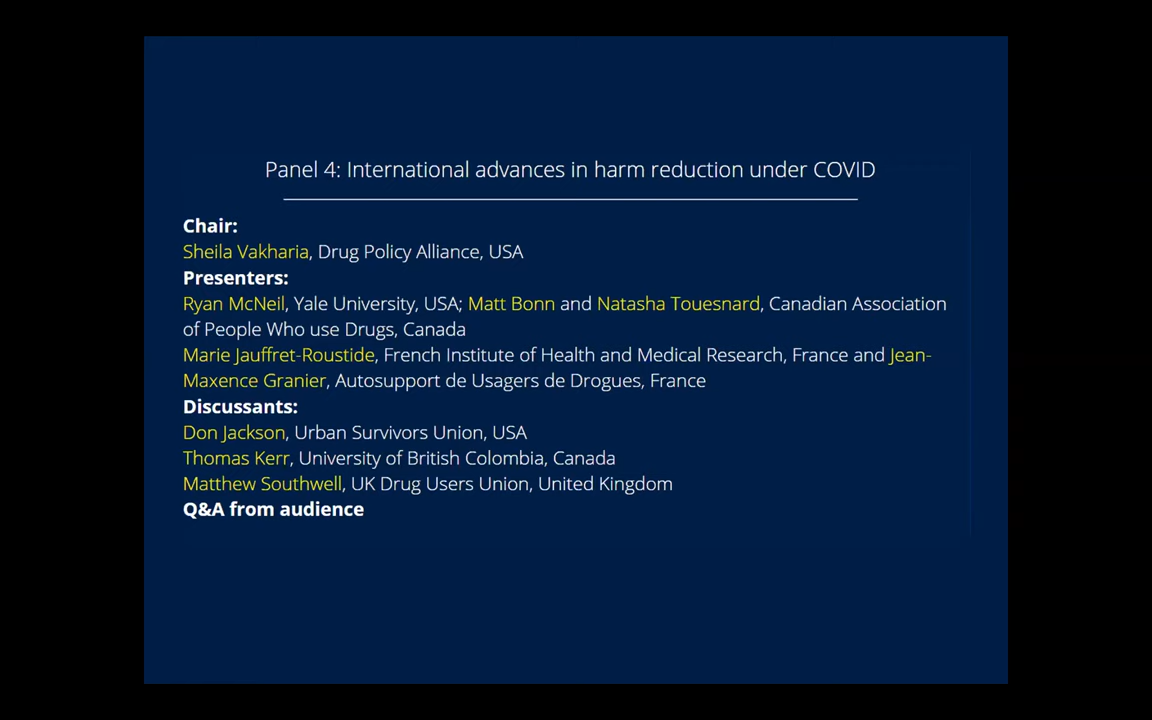 Panel 4: International advances in harm reduction under COVID
Chair:
Sheila Vakharia, Drug Policy Alliance, USA
Presenters:
Ryan McNeil, Yale University, USA; Matt Bonn and Natasha Touesnard, Canadian Association
of People Who use Drugs, Canada
Marie Jauffret-Roustide, French Institute of Health and Medical Research, France and Jean-
Maxence Granier, Autosupport de Usagers de Drogues, France
Discussants:
Don Jackson, Urban Survivors Union, USA
Thomas Kerr, University of British Colombia, Canada
Matthew Southwell, UK Drug Users Union, United Kingdom
Q&A from audience